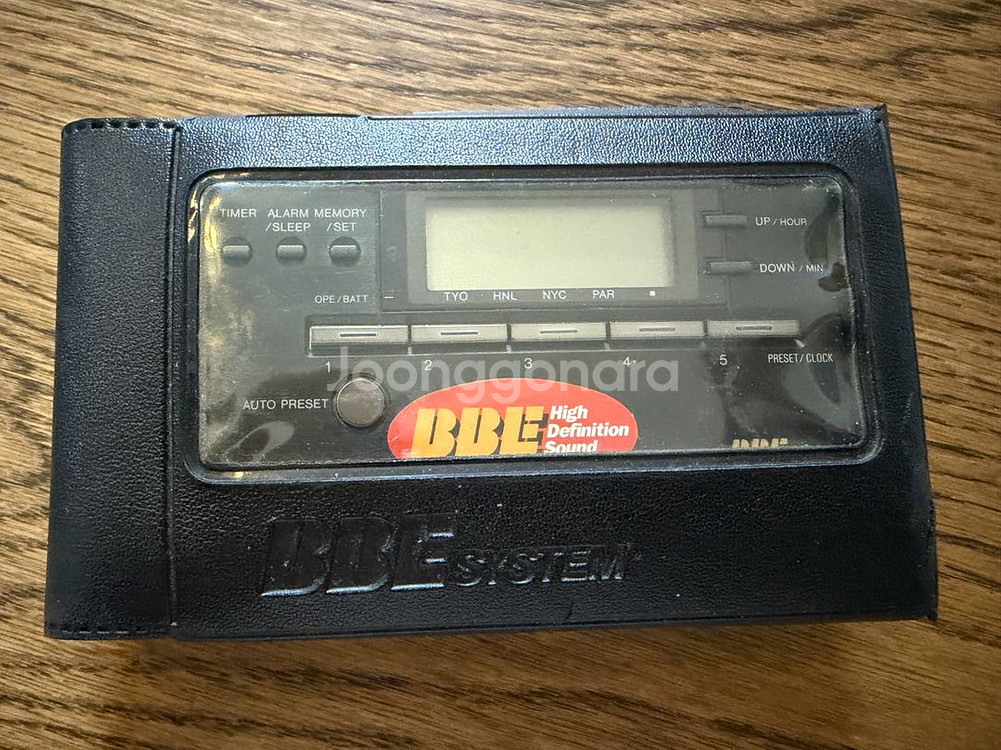 TIMER ALARM MEMORY
/SLEEP /SET
UP / HOUR
DOWN / MIN
OPE / BATT
TYO HNL NYC PAR
1 2 3 4 5 PRESET / CLOCK
Joonggonara
AUTO PRESET
BBE High
Definition
Sound
BBE
BBE SYSTEM